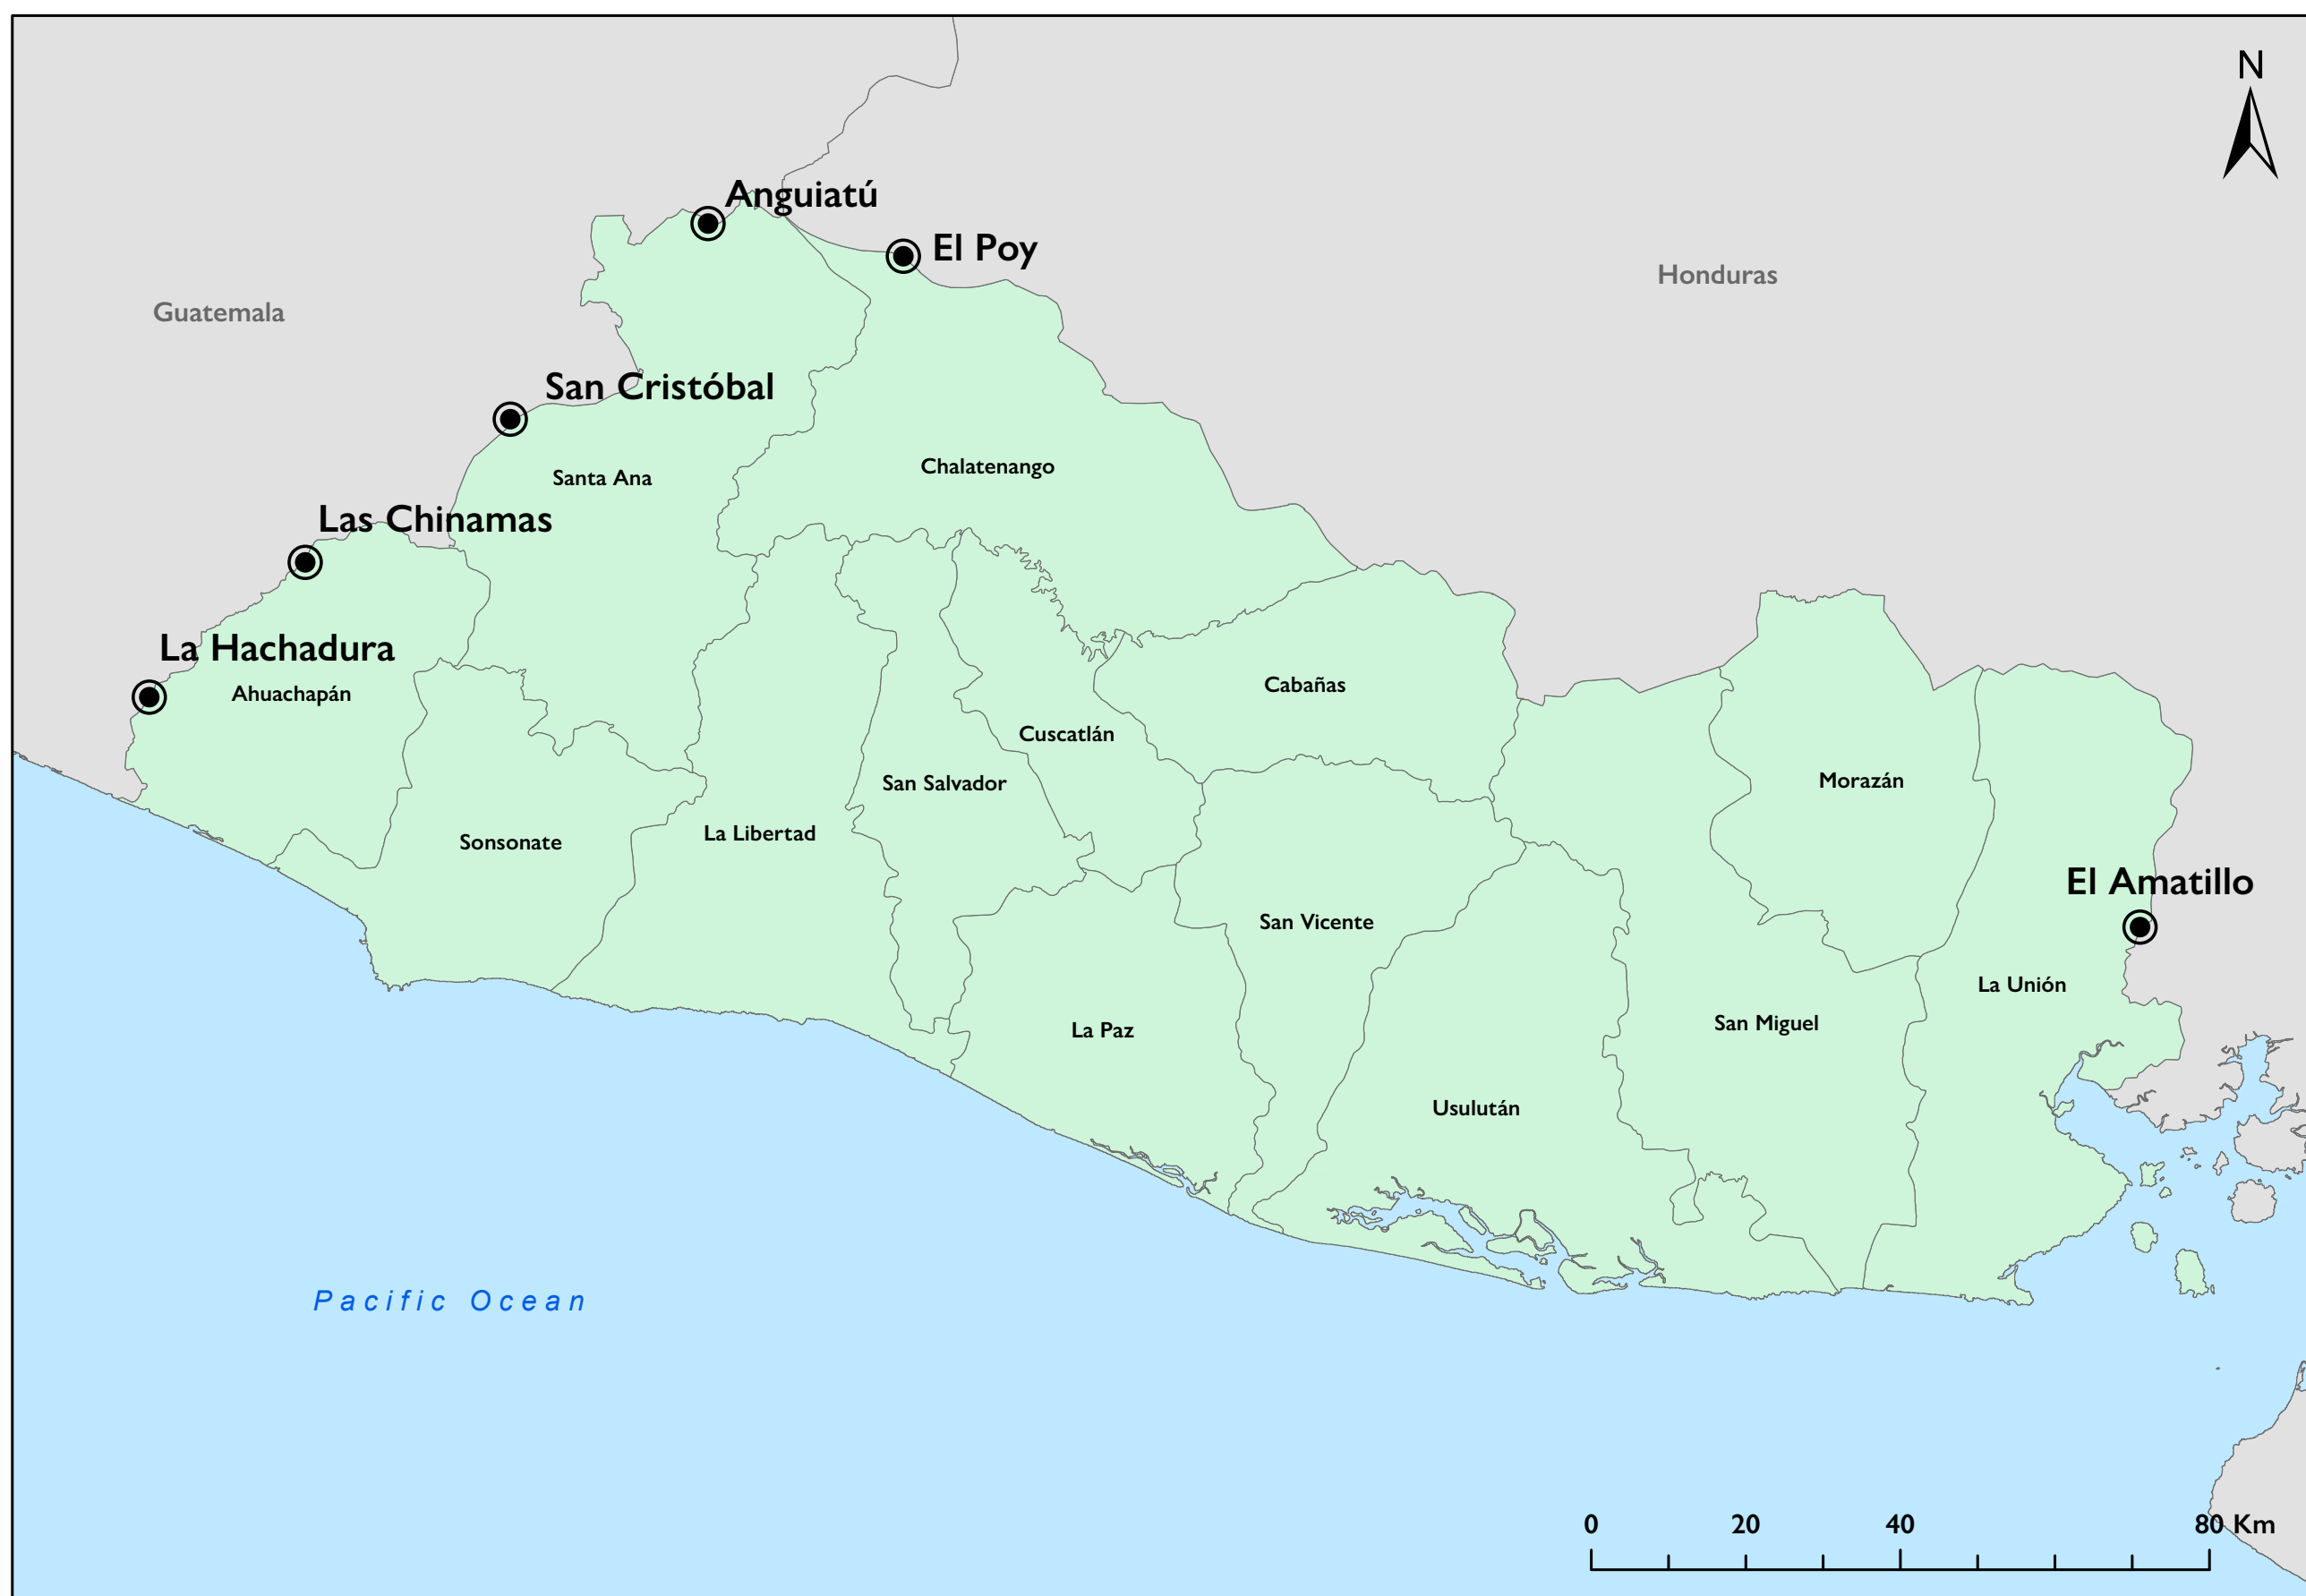 N
Anguiatú
El Poy
Honduras
Guatemala
San Cristóbal
Chalatenango
Santa Ana
Las Chinamas
La Hachadura
Cabañas
Ahuachapán
Cuscatlán
Morazán
San Salvador
La Libertad
Sonsonate
El Amatillo
San Vicente
La Unión
San Miguel
La Paz
Usulután
Pacific Ocean
0 20 40 80 Km